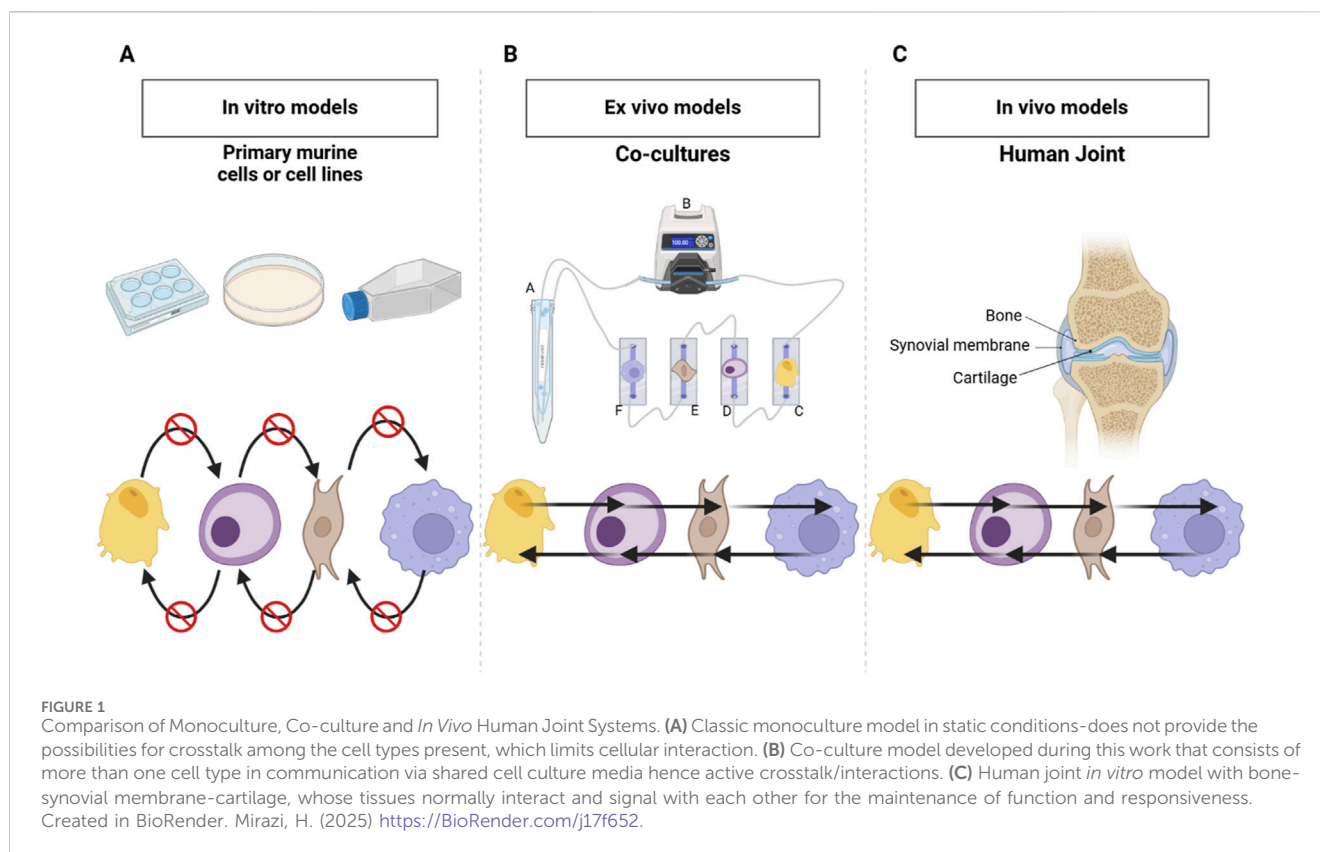 A
In vitro models
Primary murine
cells or cell lines
B
Ex vivo models
Co-cultures
B
100.00
A
F
E
D
C
C
In vivo models
Human Joint
Bone
Synovial membrane
Cartilage
FIGURE 1
Comparison of Monoculture, Co-culture and In Vivo Human Joint Systems. (A) Classic monoculture model in static conditions-does not provide the
possibilities for crosstalk among the cell types present, which limits cellular interaction. (B) Co-culture model developed during this work that consists of
more than one cell type in communication via shared cell culture media hence active crosstalk/interactions. (C) Human joint in vitro model with bone-
synovial membrane-cartilage, whose tissues normally interact and signal with each other for the maintenance of function and responsiveness.
Created in BioRender. Mirazi, H. (2025) https://BioRender.com/j17f652.